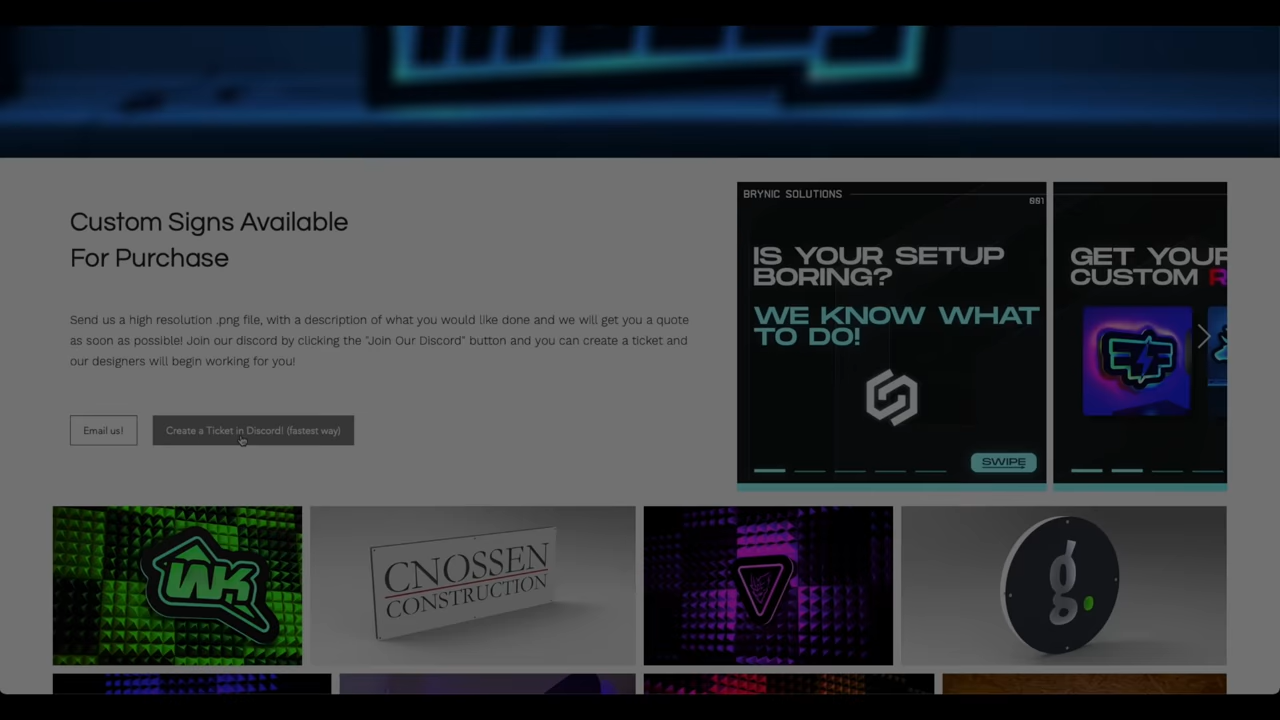 Custom Signs Available
For Purchase
Send us a high resolution .png file, with a description of what you would like done and we will get you a quote
as soon as possible! Join our discord by clicking the "Join Our Discord" button and you can create a ticket and
our designers will begin working for you!
Email us!
Create a Ticket in Discord! (fastest way)
BRYNIC SOLUTIONS
001
IS YOUR SETUP
BORING?
WE KNOW WHAT
TO DO!
SWIPE
GET YOUR
CUSTOM R
WK
CNOSSEN
CONSTRUCTION
g